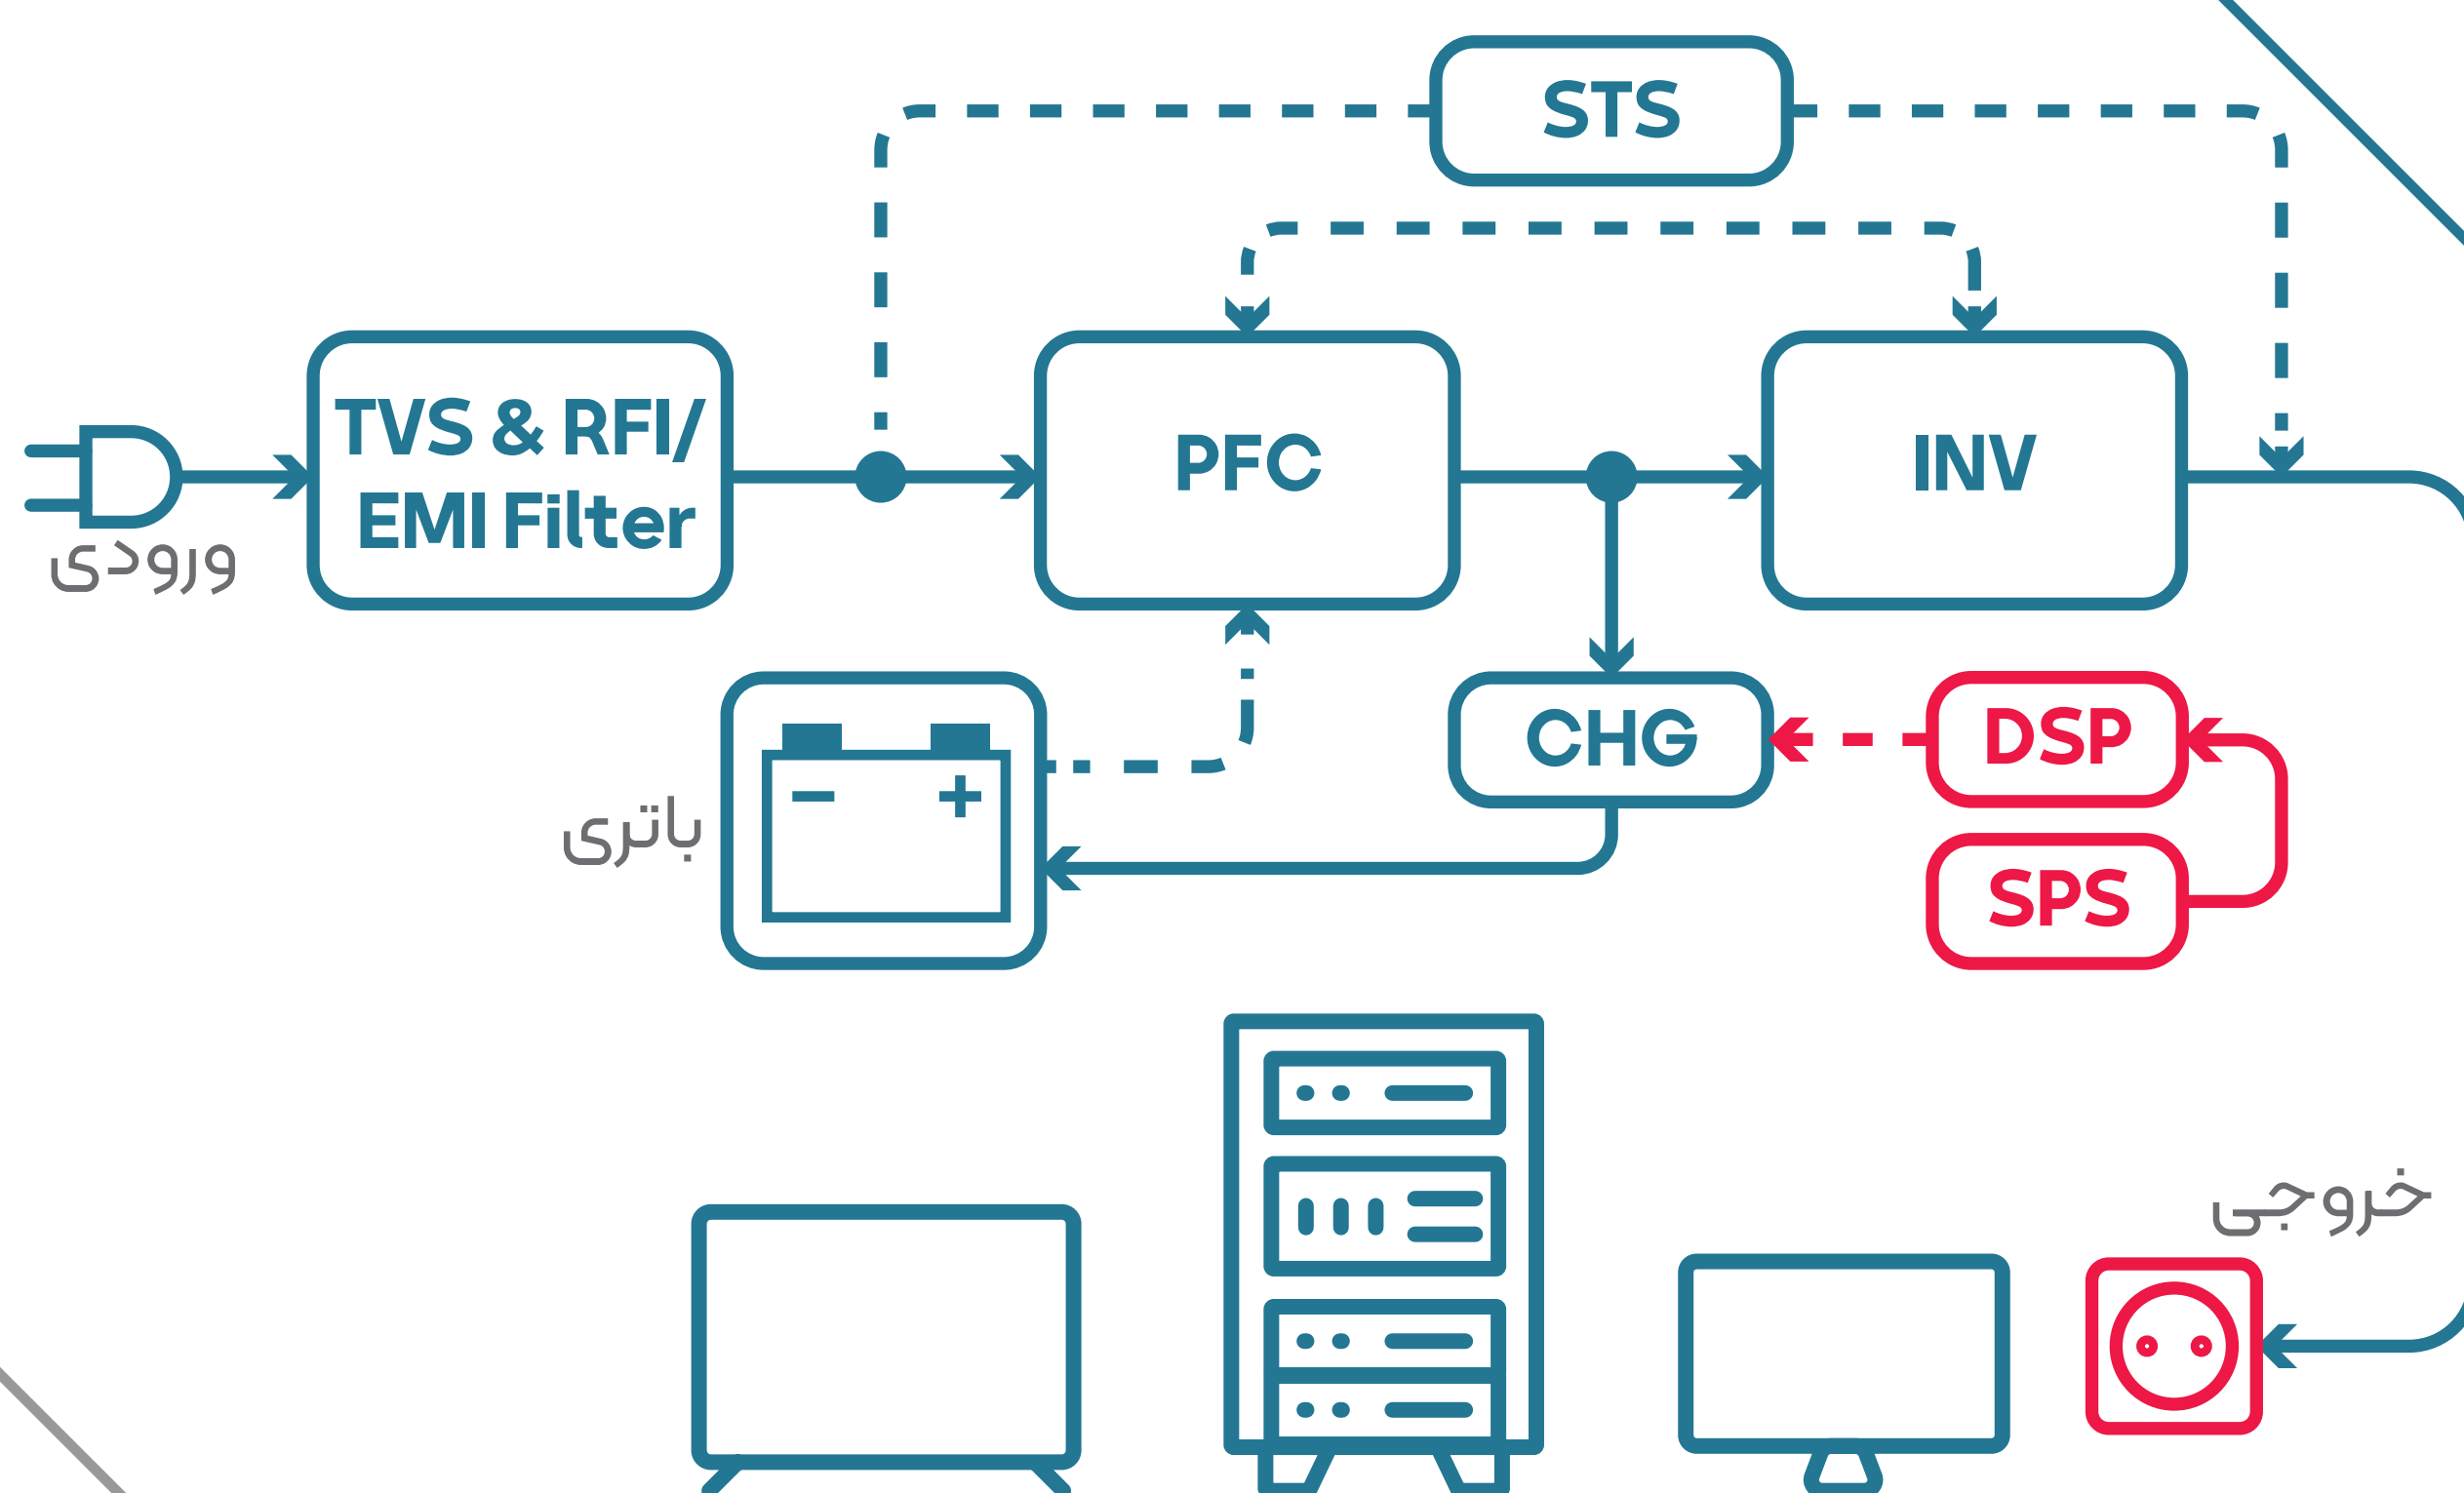 STS
TVS & RFI/
EMI Filter
PFC
INV
ورودی
CHG
DSP
باتری
SPS
خروجی